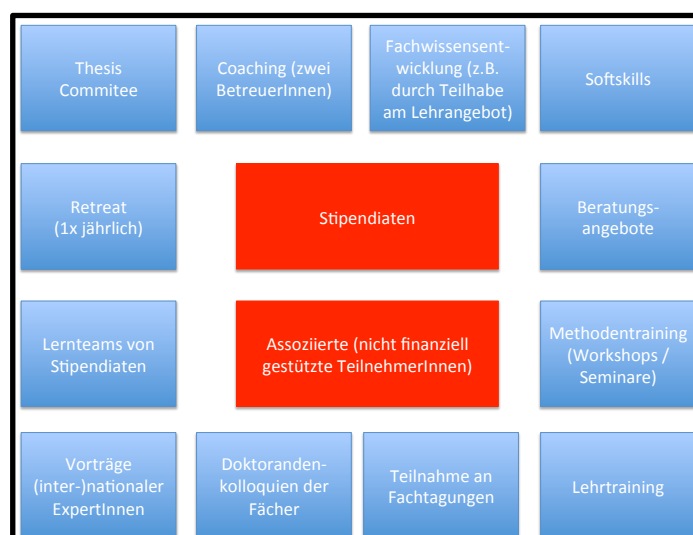 Thesis
Commitee
Coaching (zwei
BetreuerInnen)
Fachwissensent-
wicklung (z.B.
durch Teilhabe
am Lehrangebot)
Softskills
Retreat
(1x jährlich)
Stipendiaten
Beratungs-
angebote
Lernteams von
Stipendiaten
Assoziierte (nicht finanziell
gestützte TeilnehmerInnen)
Methodentraining
(Workshops /
Seminare)
Vorträge
(inter-)nationaler
ExpertInnen
Doktoranden-
kolloquien der
Fächer
Teilnahme an
Fachtagungen
Lehrtraining